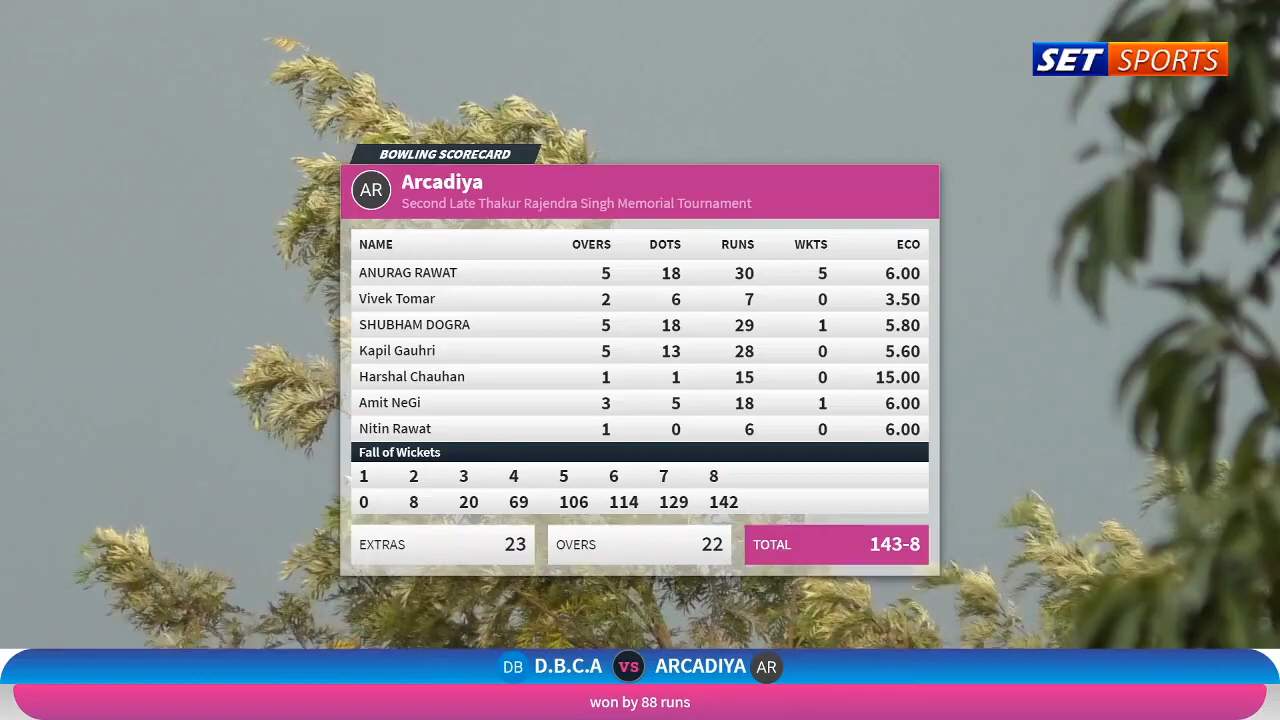 SET SPORTS
BOWLING SCORECARD
AR
Arcadiya
Second Late Thakur Rajendra Singh Memorial Tournament
NAME OVERS DOTS RUNS WKTS ECO
ANURAG RAWAT 5 18 30 5 6.00
Vivek Tomar 2 6 7 0 3.50
SHUBHAM DOGRA 5 18 29 1 5.80
Kapil Gauhri 5 13 28 0 5.60
Harshal Chauhan 1 1 15 0 15.00
Amit NeGi 3 5 18 1 6.00
Nitin Rawat 1 0 6 0 6.00
Fall of Wickets
1 2 3 4 5 6 7 8
0 8 20 69 106 114 129 142
EXTRAS 23 OVERS 22 TOTAL 143-8
DB D.B.C.A VS ARCADIYA AR
won by 88 runs